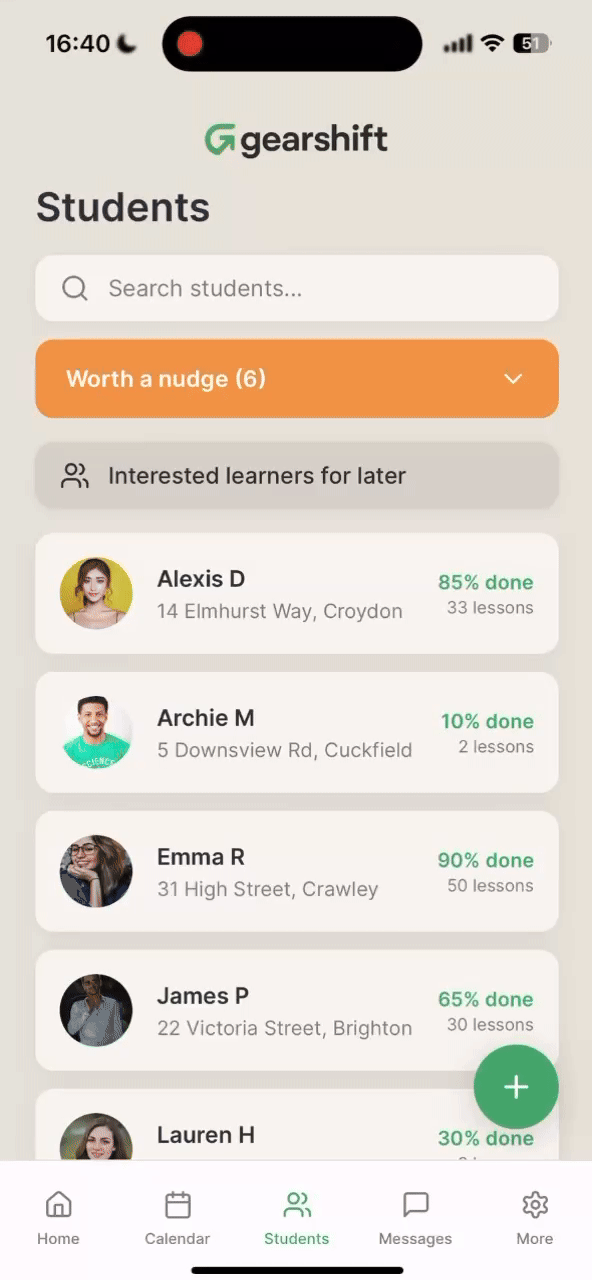 16:40
51
gearshift
Students
Search students...
Worth a nudge (6)
Interested learners for later
Alexis D
85% done
14 Elmhurst Way, Croydon
33 lessons
Archie M
10% done
5 Downsview Rd, Cuckfield
2 lessons
SCIENCE
Emma R
90% done
31 High Street, Crawley
50 lessons
James P
65% done
22 Victoria Street, Brighton
30 lessons
Lauren H
30% done
Home
Calendar
Students
Messages
More